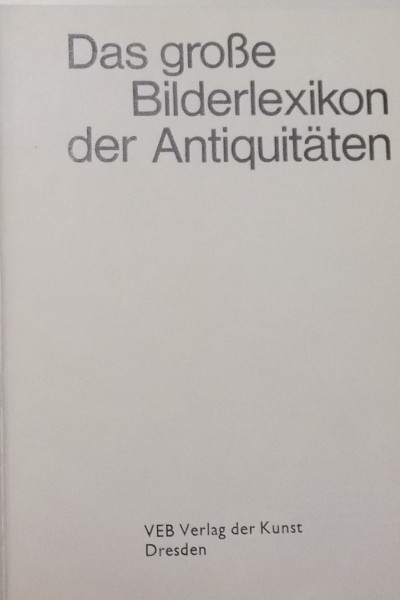 Das große
Bilderlexikon
der Antiquitäten
VEB Verlag der Kunst
Dresden